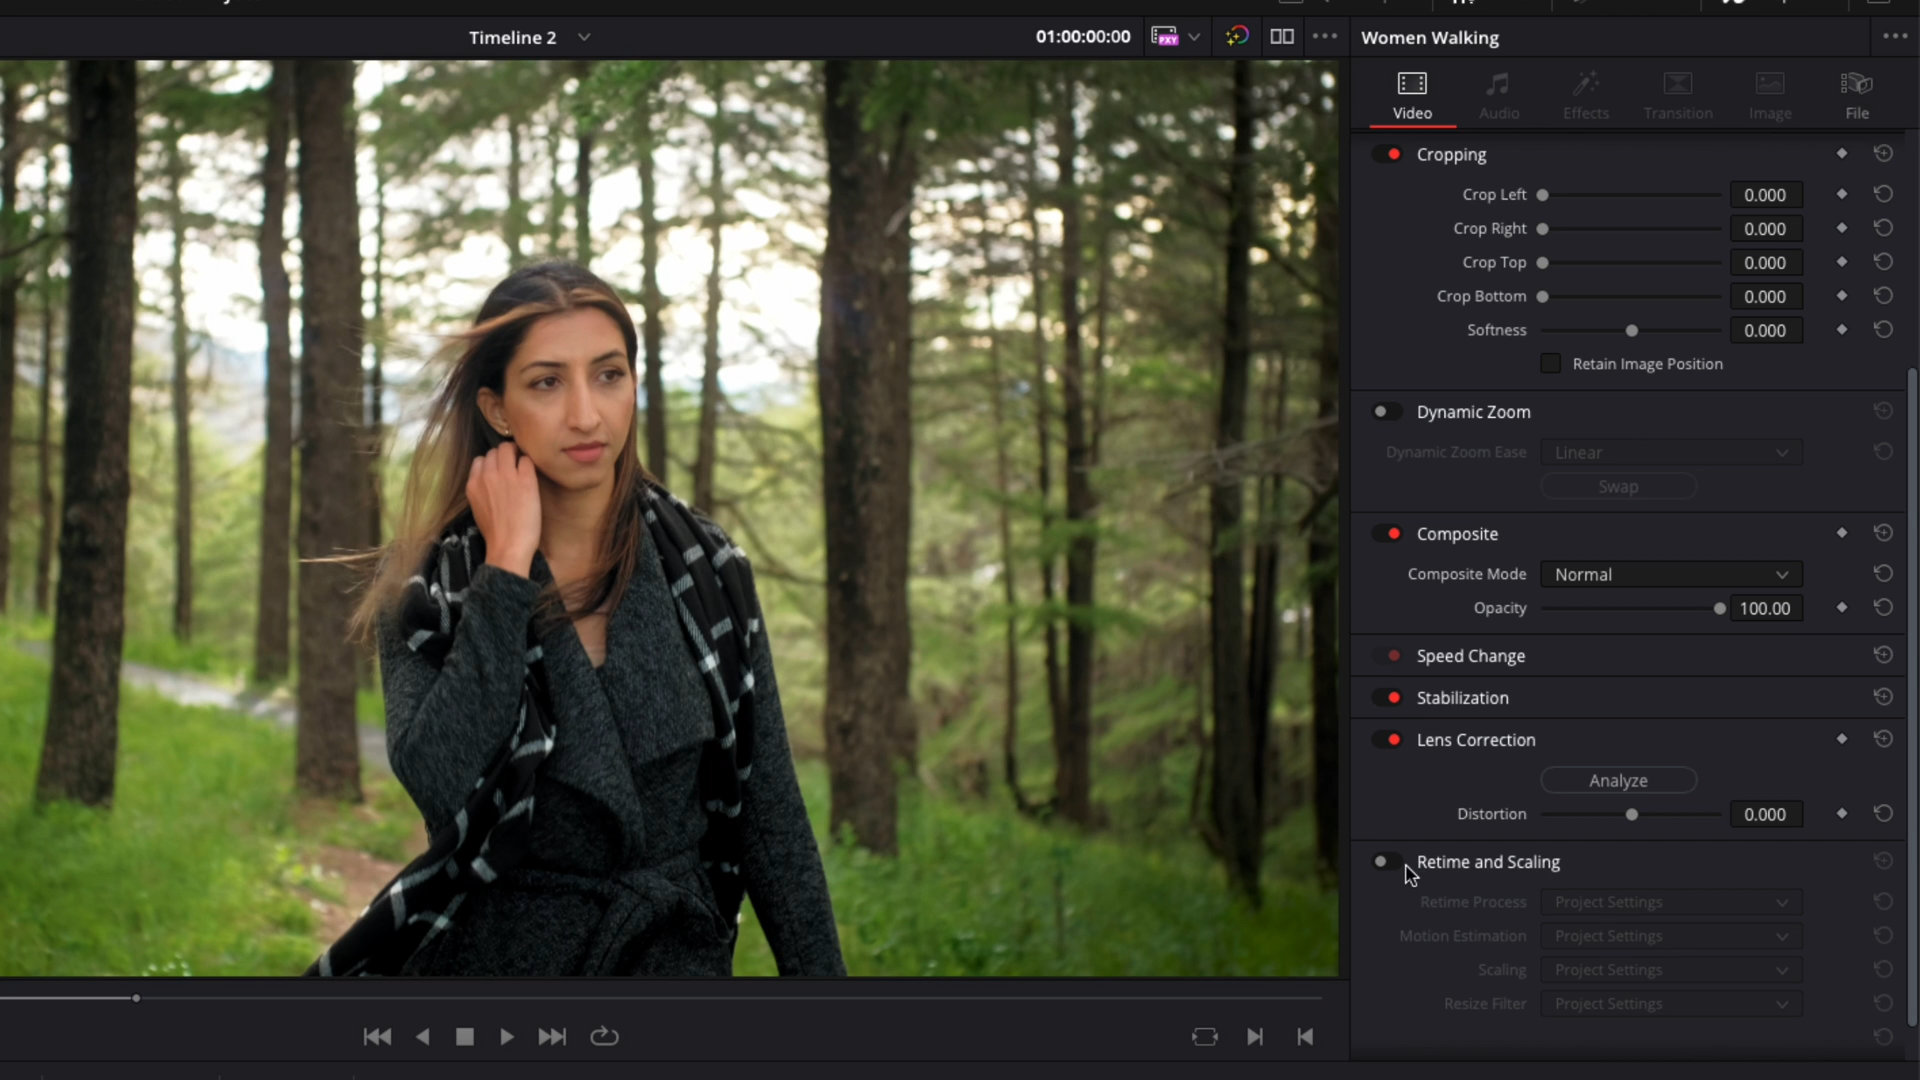 Timeline 2
01:00:00:00
PXY
Women Walking
Video
Audio
Effects
Transition
Image
File
Cropping
Crop Left 0.000
Crop Right 0.000
Crop Top 0.000
Crop Bottom 0.000
Softness 0.000
Retain Image Position
Dynamic Zoom
Dynamic Zoom Ease Linear
Swap
Composite
Composite Mode Normal
Opacity 100.00
Speed Change
Stabilization
Lens Correction
Analyze
Distortion 0.000
Retime and Scaling
Retime Process Project Settings
Motion Estimation Project Settings
Scaling Project Settings
Resize Filter Project Settings